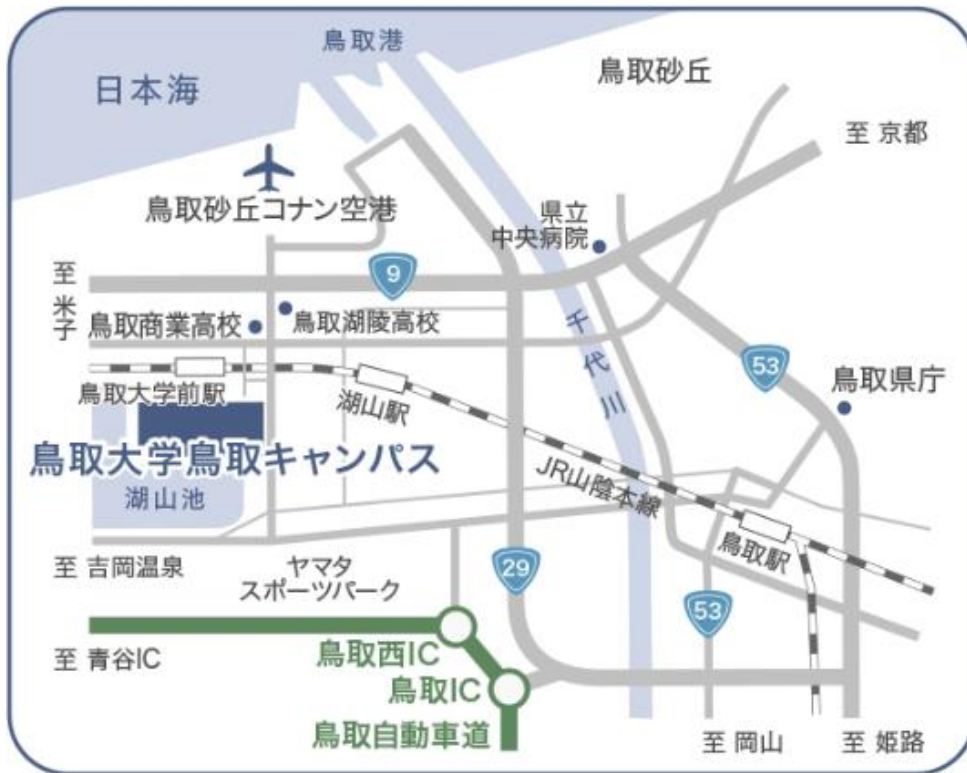 鳥取港
日本海
鳥取砂丘
至 京都
鳥取砂丘コナン空港
県立
中央病院
至 米子
9
鳥取商業高校
鳥取湖陵高校
千代川
53
鳥取大学前駅
湖山駅
鳥取県庁
鳥取大学鳥取キャンパス
JR山陰本線
湖山池
鳥取駅
至 吉岡温泉
ヤマタ
スポーツパーク
29
53
至 青谷IC
鳥取西IC
鳥取IC
鳥取自動車道
至 岡山
至 姫路